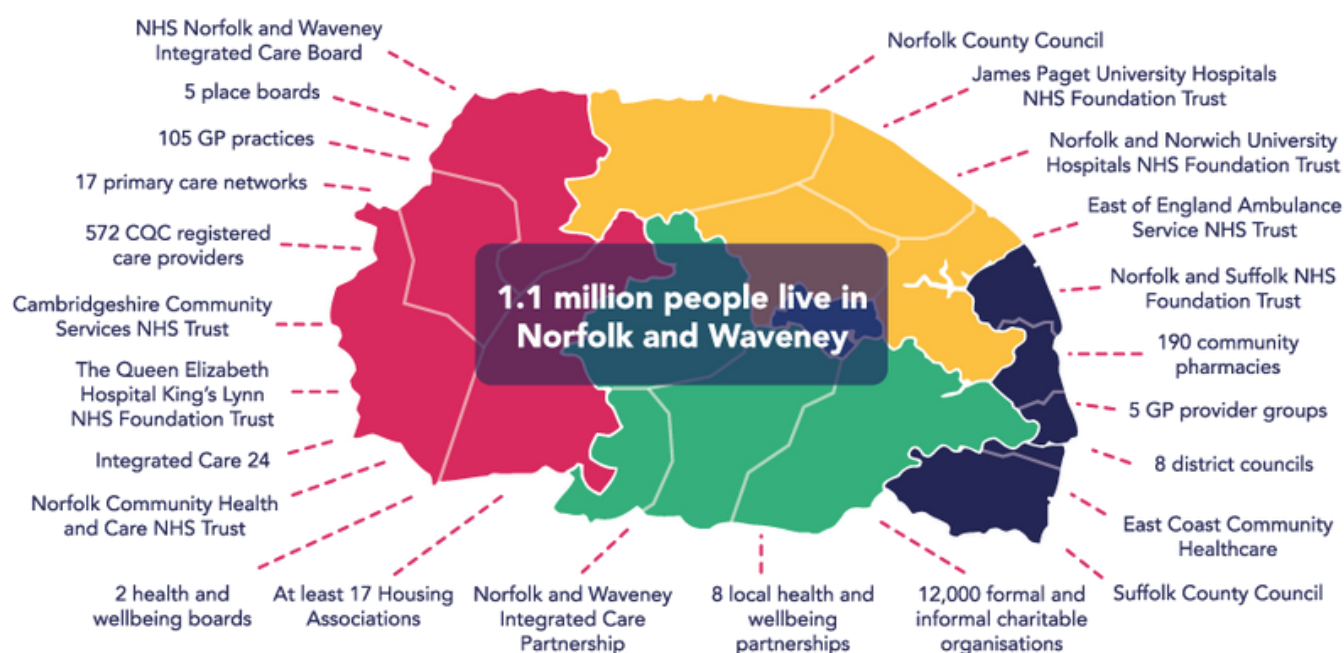 NHS Norfolk and Waveney
Integrated Care Board
5 place boards
105 GP practices
17 primary care networks
572 CQC registered
care providers
Cambridgeshire Community
Services NHS Trust
The Queen Elizabeth
Hospital King's Lynn
NHS Foundation Trust
Integrated Care 24
Norfolk Community Health
and Care NHS Trust
2 health and
wellbeing boards
At least 17 Housing
Associations
Norfolk and Waveney
Integrated Care
Partnership
8 local health and
wellbeing
partnerships
12,000 formal and
informal charitable
organisations
Norfolk County Council
James Paget University Hospitals
NHS Foundation Trust
Norfolk and Norwich University
Hospitals NHS Foundation Trust
East of England Ambulance
Service NHS Trust
Norfolk and Suffolk NHS
Foundation Trust
190 community
pharmacies
5 GP provider groups
8 district councils
East Coast Community
Healthcare
Suffolk County Council
1.1 million people live in
Norfolk and Waveney